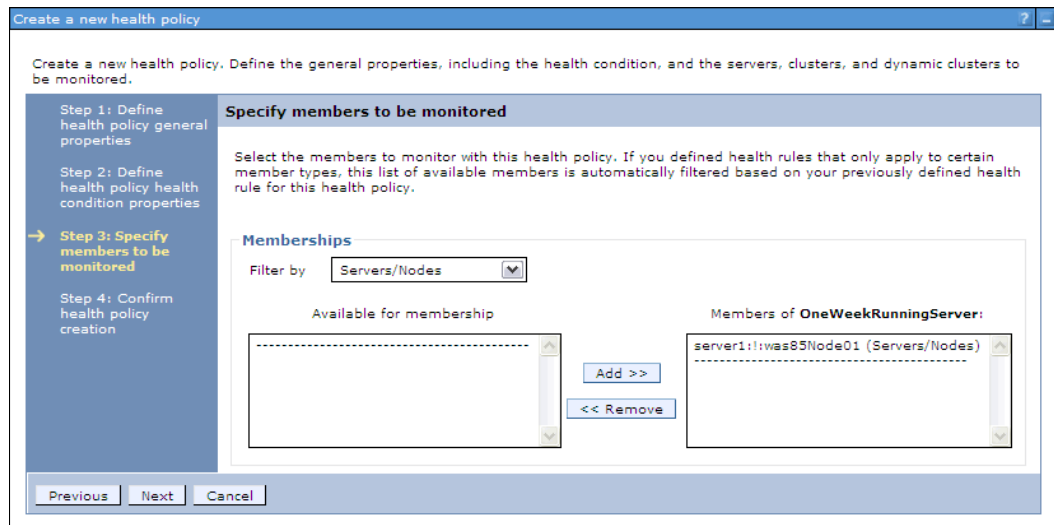 Create a new health policy
?
Create a new health policy. Define the general properties, including the health condition, and the servers, clusters, and dynamic clusters to
be monitored.
Step 1: Define
health policy general
properties
Step 2: Define
health policy health
condition properties
Step 3: Specify
members to be
monitored
Step 4: Confirm
health policy
creation
Specify members to be monitored
Select the members to monitor with this health policy. If you defined health rules that only apply to certain
member types, this list of available members is automatically filtered based on your previously defined health
rule for this health policy.
Memberships
Filter by Servers/Nodes
Available for membership
----------------------------------------
Add >>
<< Remove
Members of OneWeekRunningServer:
server1:!:was85Node01 (Servers/Nodes)
----------------------------------------
Previous Next Cancel